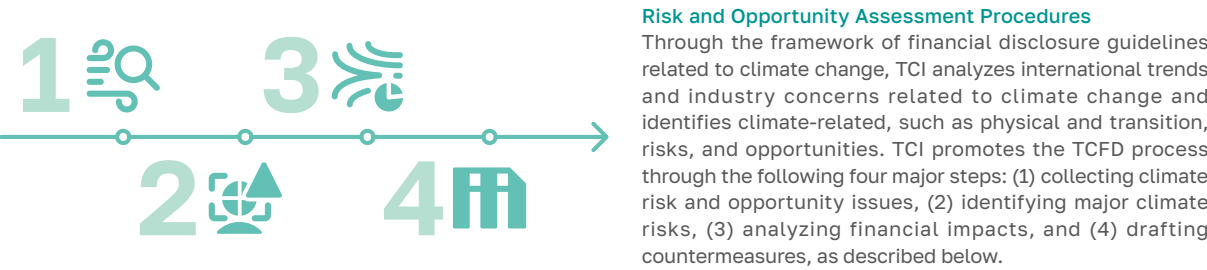 1
3
2
4
Risk and Opportunity Assessment Procedures
Through the framework of financial disclosure guidelines
related to climate change, TCI analyzes international trends
and industry concerns related to climate change and
identifies climate-related, such as physical and transition,
risks, and opportunities. TCI promotes the TCFD process
through the following four major steps: (1) collecting climate
risk and opportunity issues, (2) identifying major climate
risks, (3) analyzing financial impacts, and (4) drafting
countermeasures, as described below.